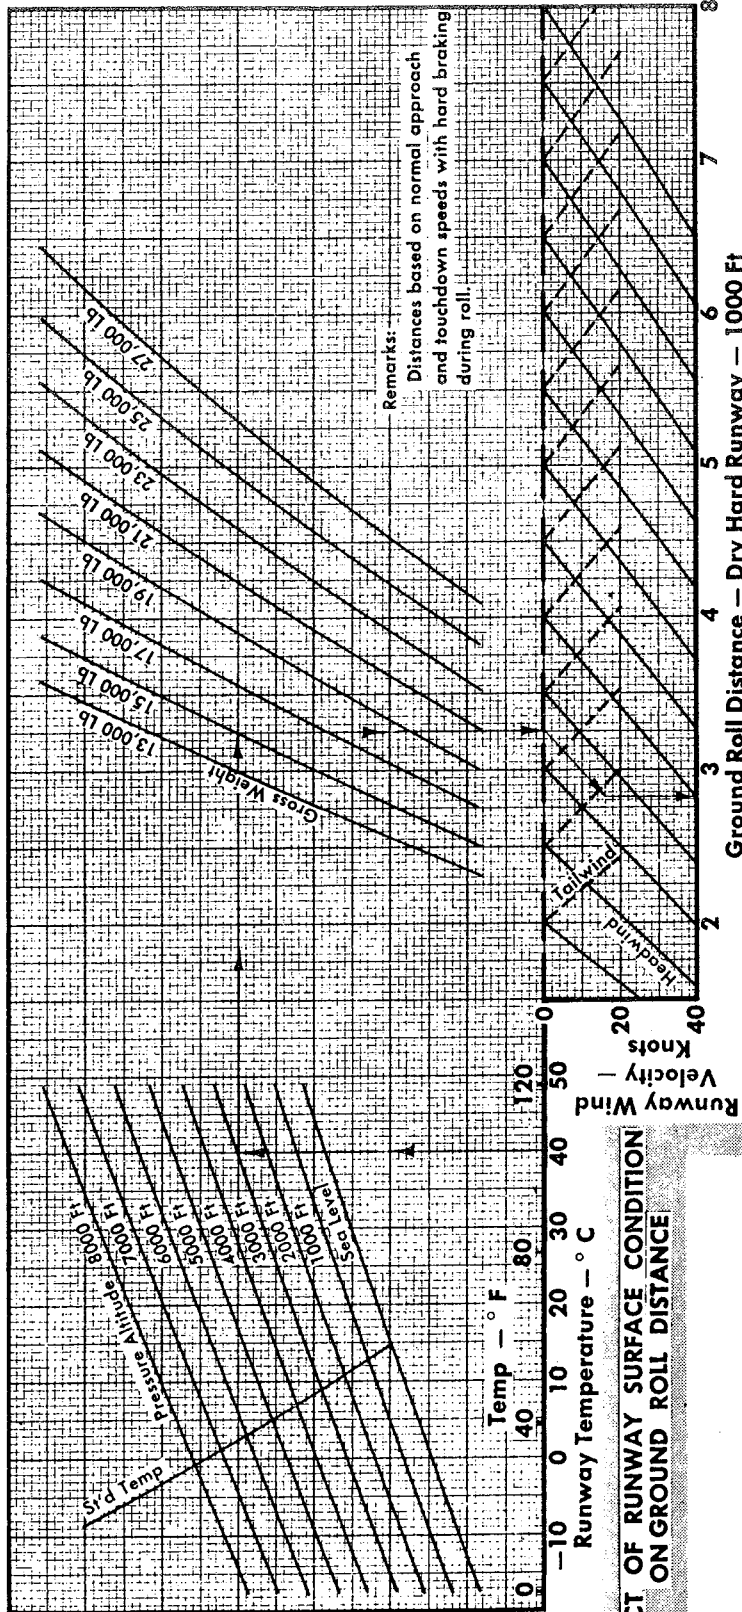 8000 Ft.
7000 Ft.
6000 Ft.
5000 Ft.
4000 Ft.
3000 Ft.
2000 Ft.
1000 Ft.
Sea Level
Pressure Altitude
St'd Temp
27,000 Lb
25,000 Lb
23,000 Lb
21,000 Lb
19,000 Lb
17,000 Lb
15,000 Lb
13,000 Lb
Gross Weight
Remarks:
Distances based on normal approach
and touchdown speeds with hard braking
during roll.
Temp — ° F
0 40 80 120
-10 0 10 20 30 40 50
Runway Temperature — ° C
Tailwind
Headwind
0
20
40
Runway Wind
Velocity —
Knots
2 3 4 5 6 7 8
Ground Roll Distance — Dry Hard Runway — 1000 Ft
CT OF RUNWAY SURFACE CONDITION
ON GROUND ROLL DISTANCE